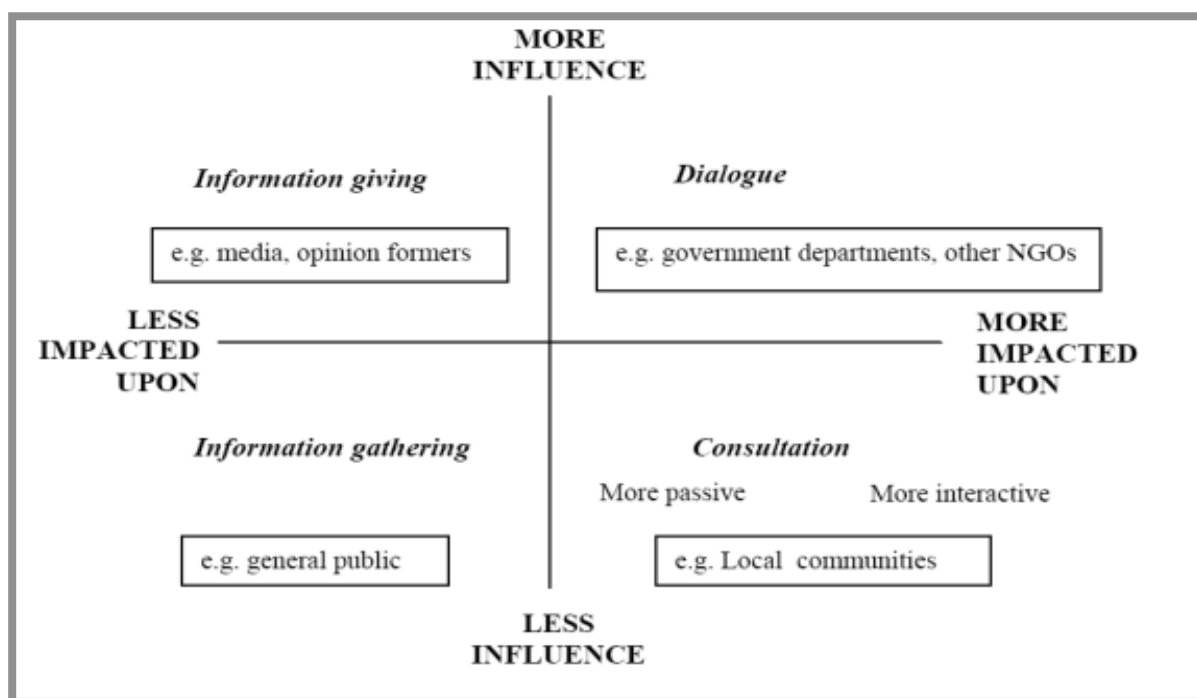 MORE
INFLUENCE
Information giving
Dialogue
e.g. media, opinion formers
e.g. government departments, other NGOs
LESS
IMPACTED
UPON
MORE
IMPACTED
UPON
Information gathering
Consultation
More passive
More interactive
e.g. general public
e.g. Local communities
LESS
INFLUENCE